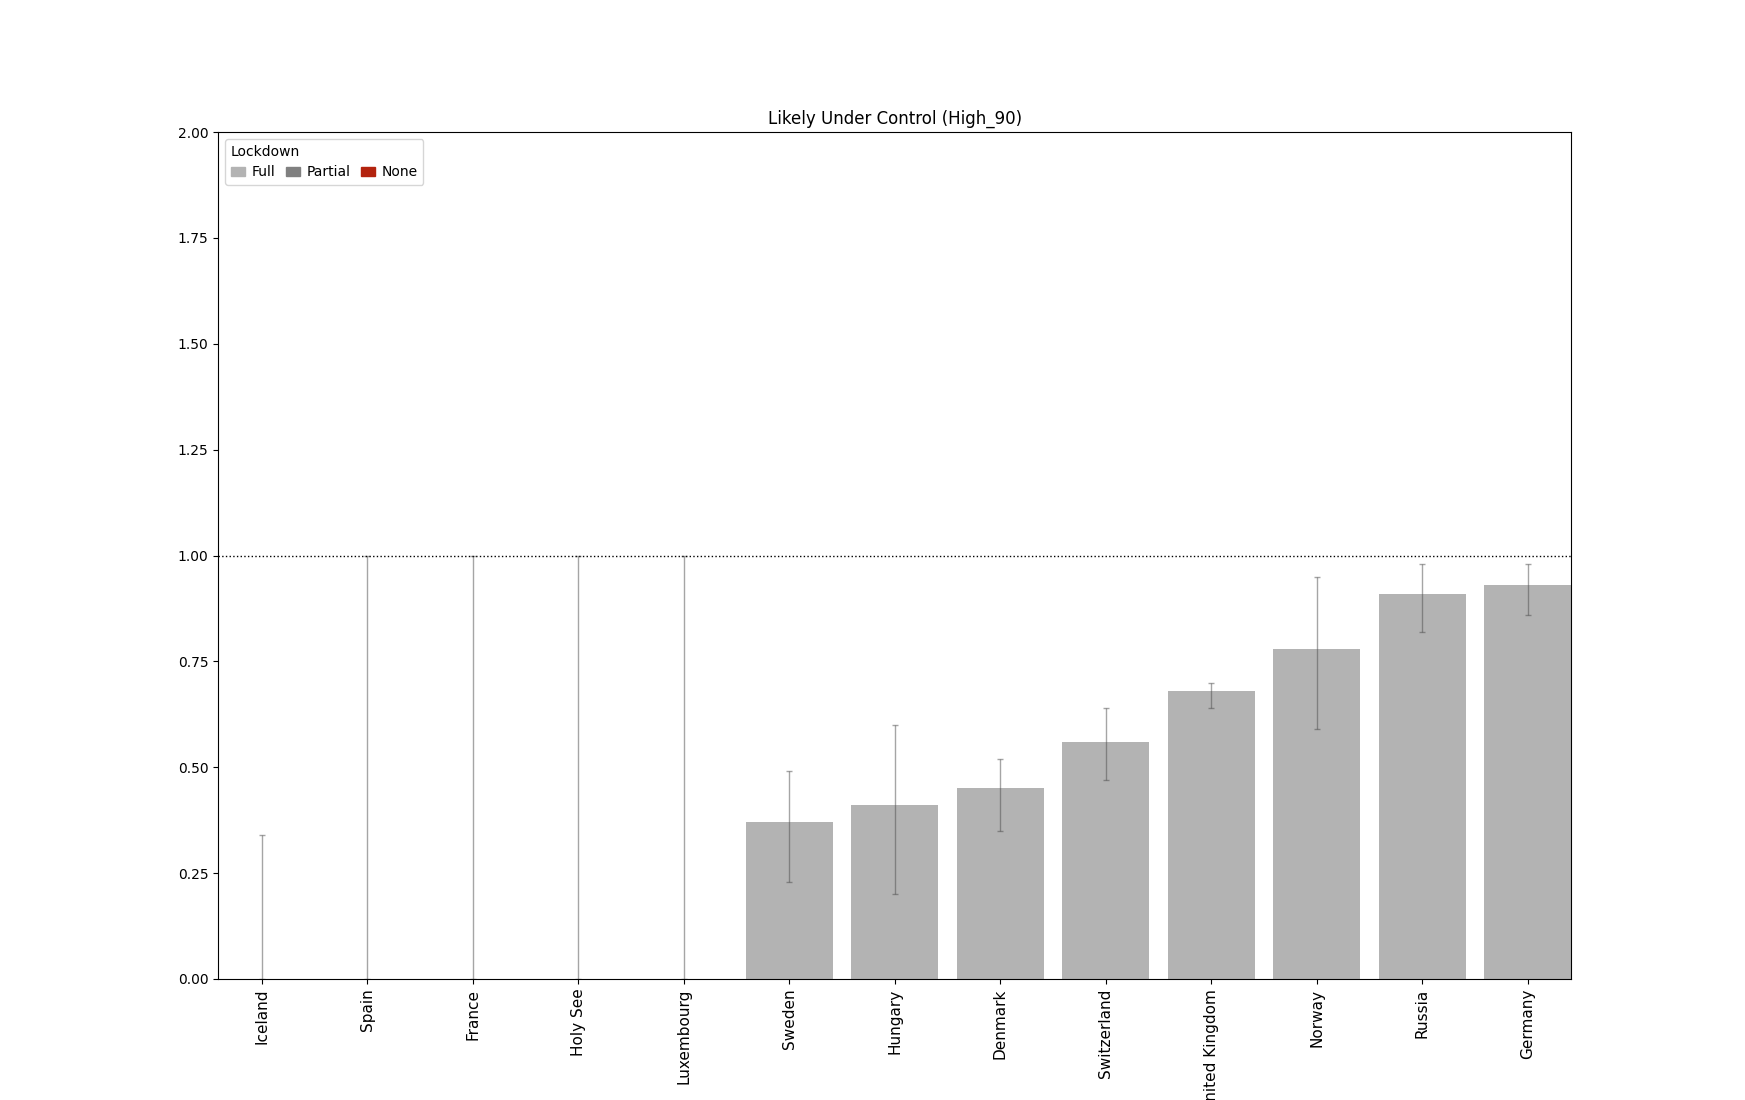 Likely Under Control (High_90)
Lockdown
Full Partial None
2.00
1.75
1.50
1.25
1.00
0.75
0.50
0.25
0.00
Iceland
Spain
France
Holy See
Luxembourg
Sweden
Hungary
Denmark
Switzerland
nited Kingdom
Norway
Russia
Germany